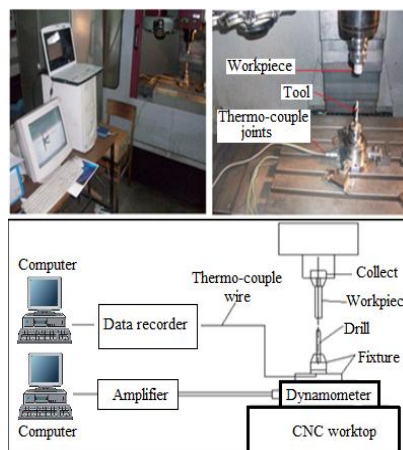 Workpiece
Tool
Thermo-couple
joints
Computer
Thermo-couple
wire
Collect
Workpiec
Data recorder
Drill
Fixture
Amplifier
Dynamometer
Computer
CNC worktop